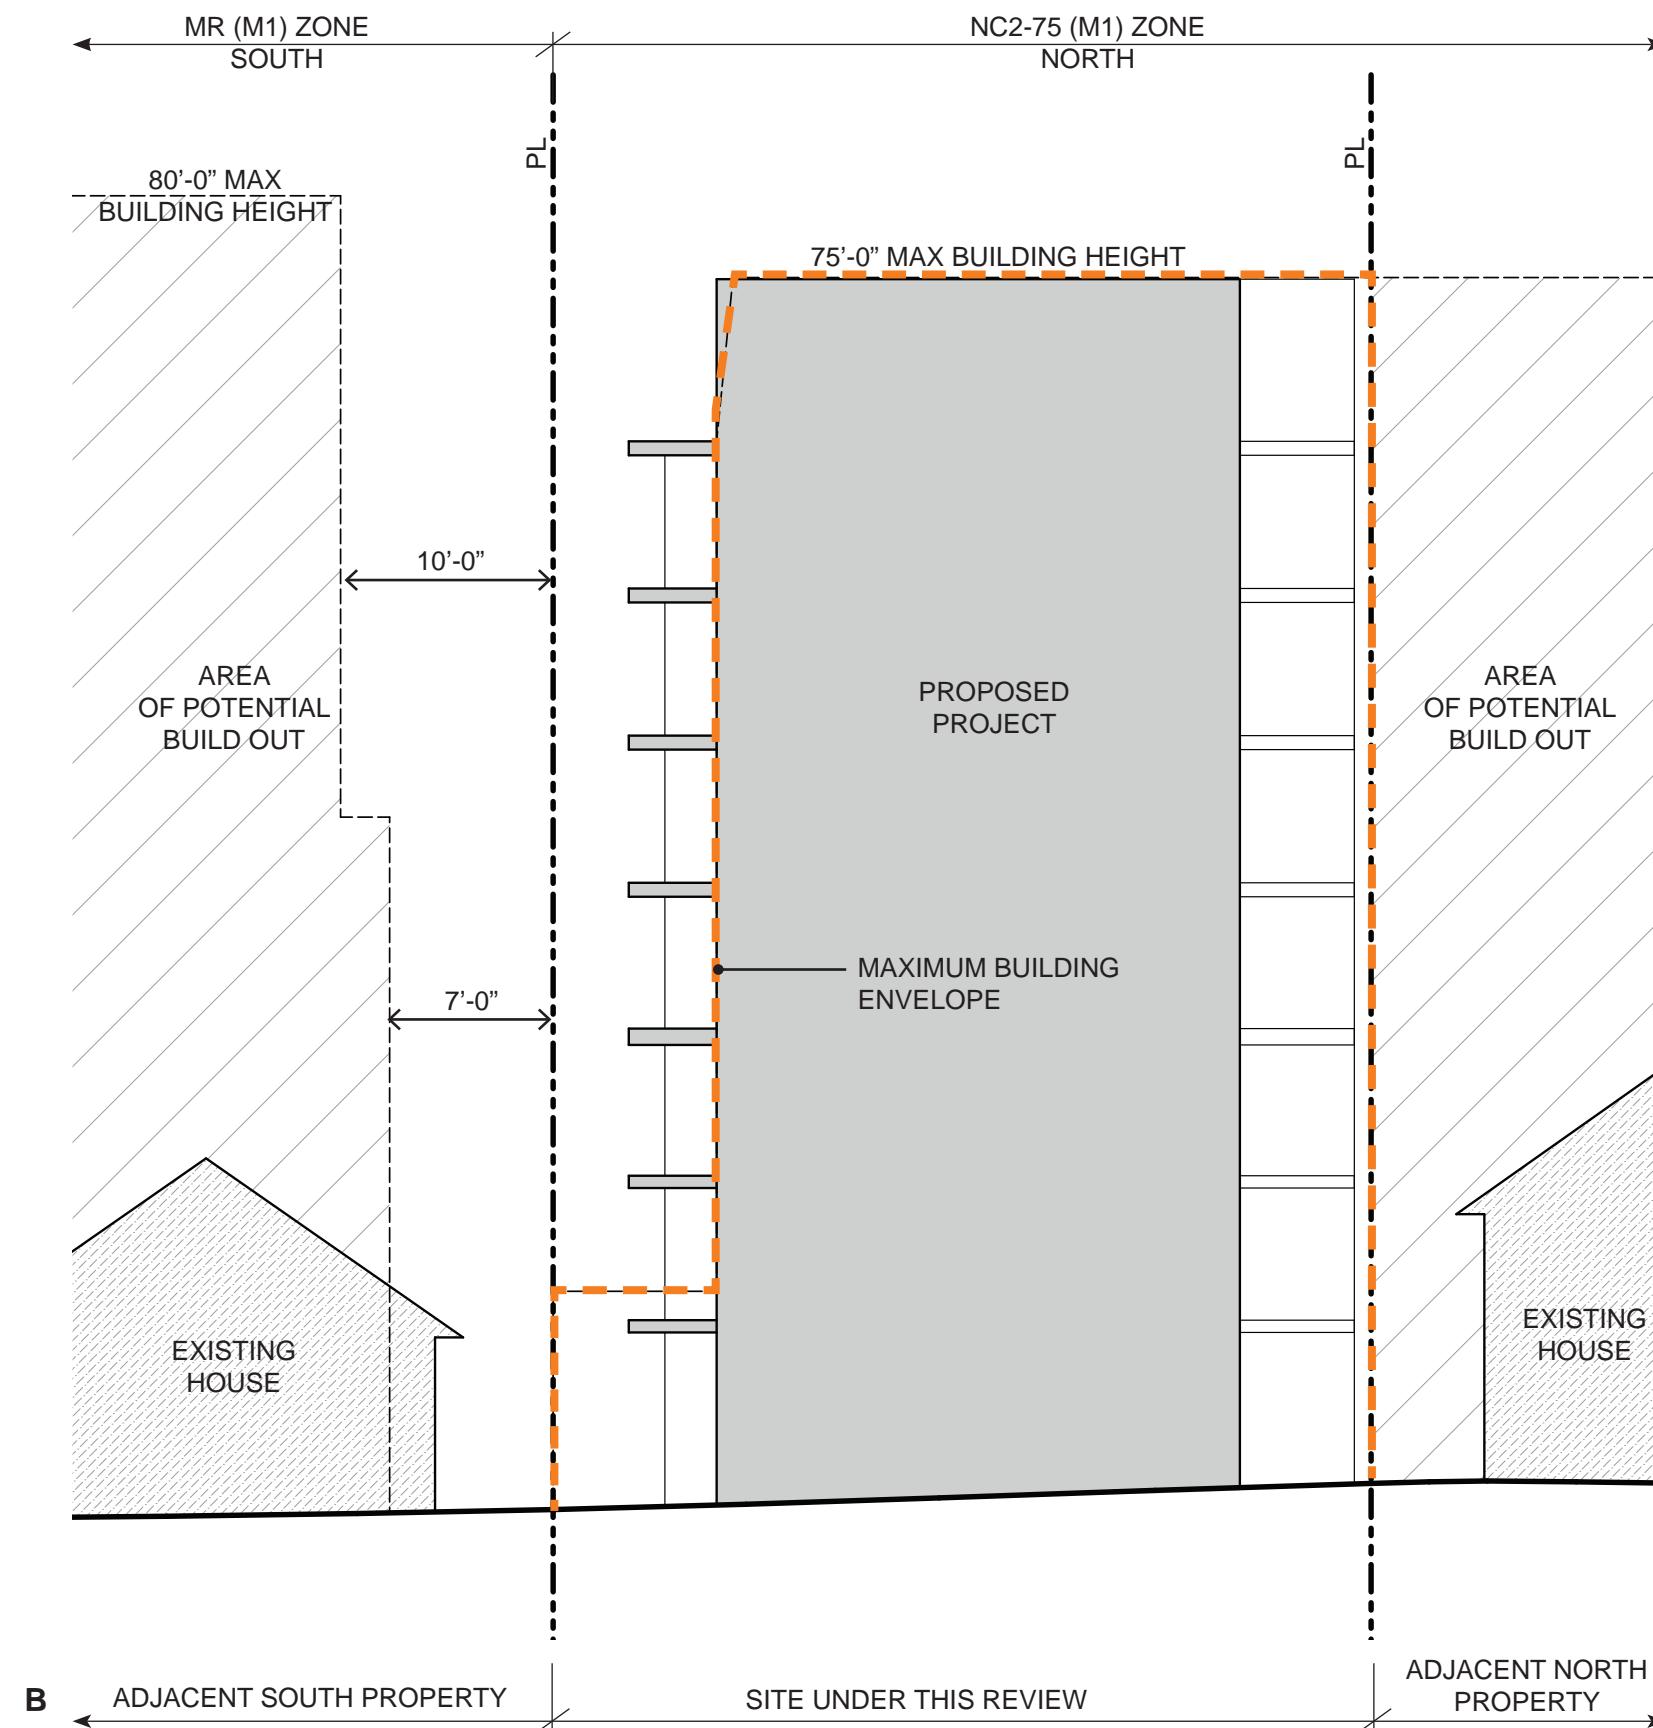 MR (M1) ZONE
SOUTH
NC2-75 (M1) ZONE
NORTH
PL
PL
80’-0” MAX
BUILDING HEIGHT
75’-0” MAX BUILDING HEIGHT
10’-0”
AREA
OF POTENTIAL
BUILD OUT
PROPOSED
PROJECT
AREA
OF POTENTIAL
BUILD OUT
7’-0”
MAXIMUM BUILDING
ENVELOPE
EXISTING
HOUSE
EXISTING
HOUSE
B
ADJACENT SOUTH PROPERTY
SITE UNDER THIS REVIEW
ADJACENT NORTH
PROPERTY